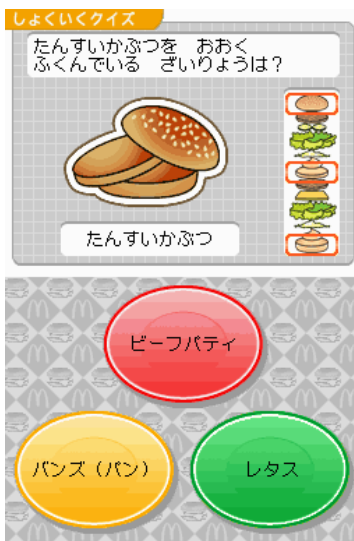 しょくいくクイズ
たんすいかぶつを　おおく
ふくんでいる　ざいりょうは？
たんすいかぶつ
ビーフパティ
バンズ（パン）
レタス